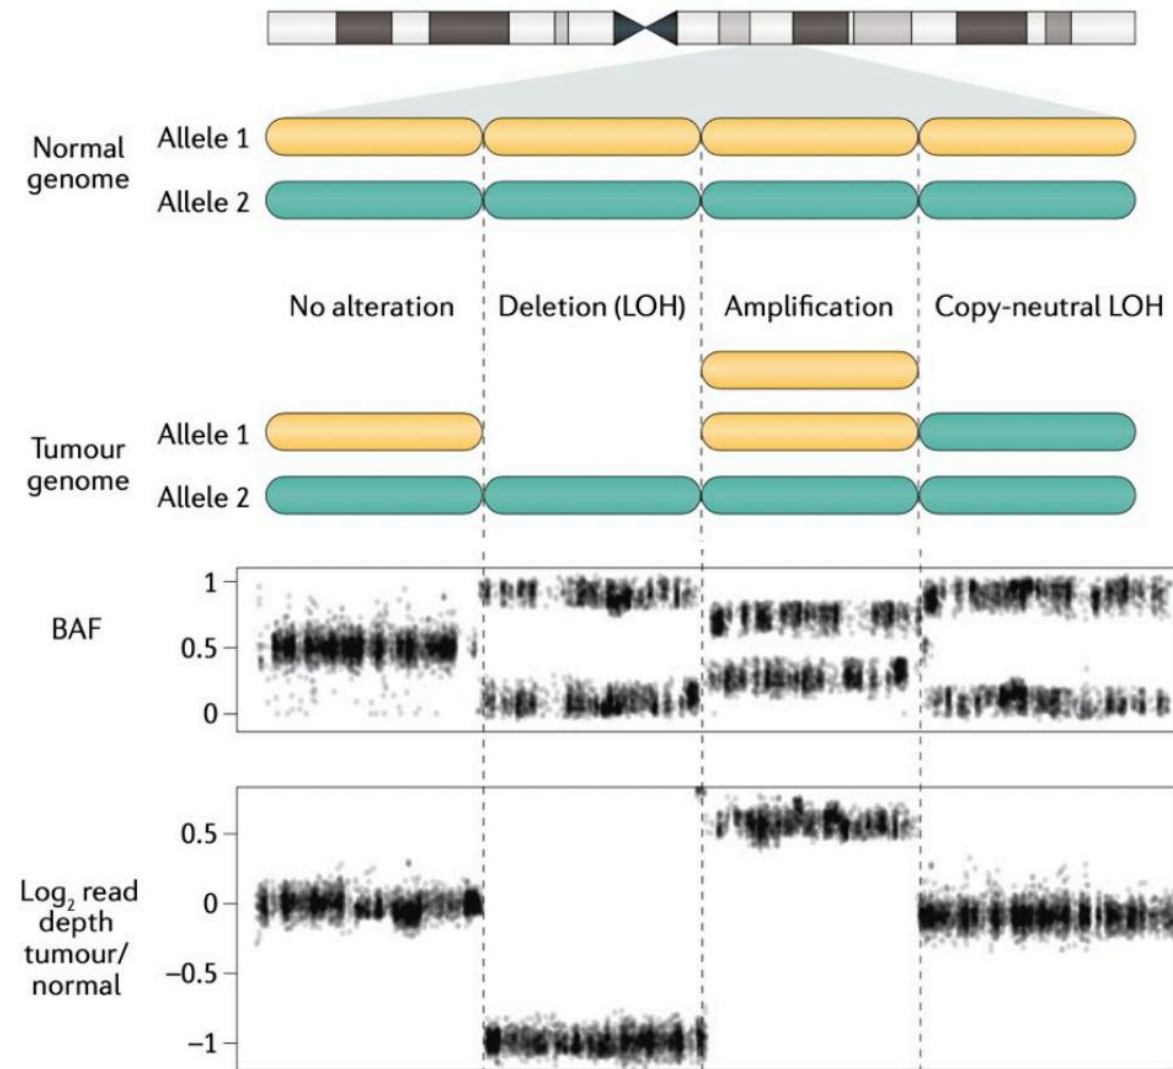 Normal
genome
Allele 1
Allele 2
No alteration
Deletion (LOH)
Amplification
Copy-neutral LOH
Tumour
genome
Allele 1
Allele 2
BAF
1
0.5
0
Log₂ read
depth
tumour/
normal
0.5
0
−0.5
−1